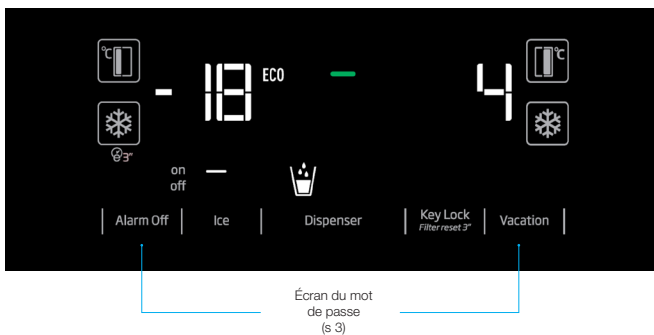 °C
°C
- 18 ECO
4
3"
on
off
Alarm Off
Ice
Dispenser
Key Lock
Filter reset 3"
Vacation
Écran du mot
de passe
(s 3)